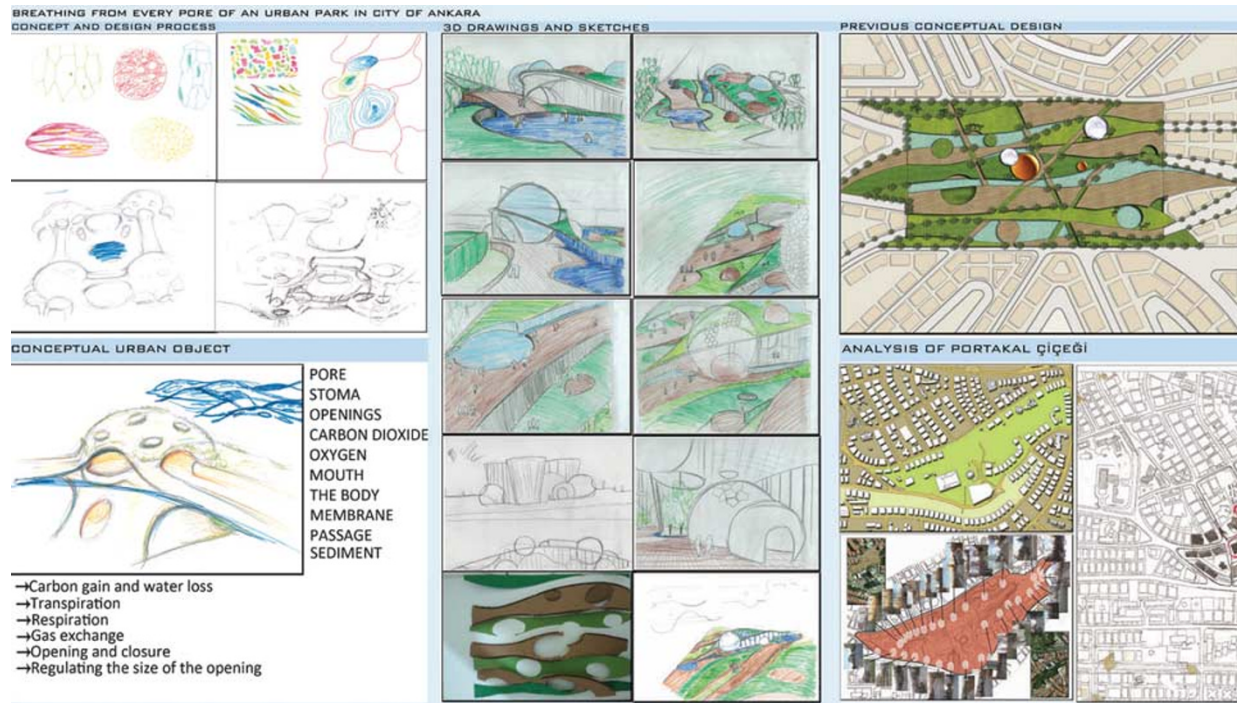 BREATHING FROM EVERY PORE OF AN URBAN PARK IN CITY OF ANKARA
CONCEPT AND DESIGN PROCESS
3D DRAWINGS AND SKETCHES
PREVIOUS CONCEPTUAL DESIGN
CONCEPTUAL URBAN OBJECT
PORE
STOMA
OPENINGS
CARBON DIOXIDE
OXYGEN
MOUTH
THE BODY
MEMBRANE
PASSAGE
SEDIMENT
→Carbon gain and water loss
→Transpiration
→Respiration
→Gas exchange
→Opening and closure
→Regulating the size of the opening
ANALYSIS OF PORTAKAL ÇİÇEĞİ